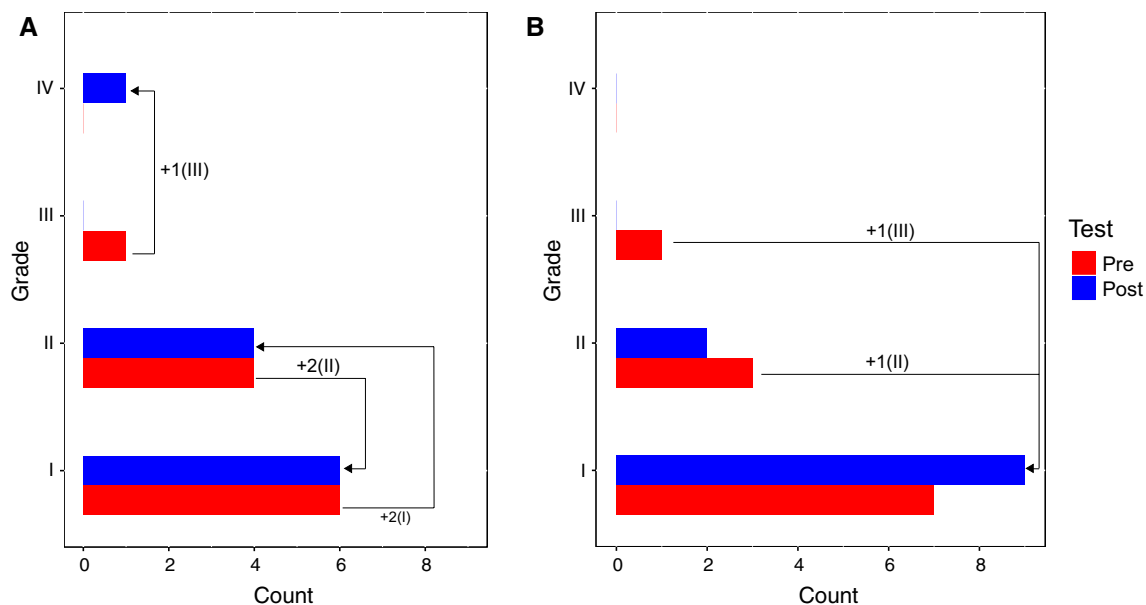 A
Grade
IV
III
II
I
+1(III)
+2(II)
+2(I)
0 2 4 6 8
Count
B
Grade
IV
III
II
I
+1(III)
+1(II)
0 2 4 6 8
Count
Test
Pre
Post